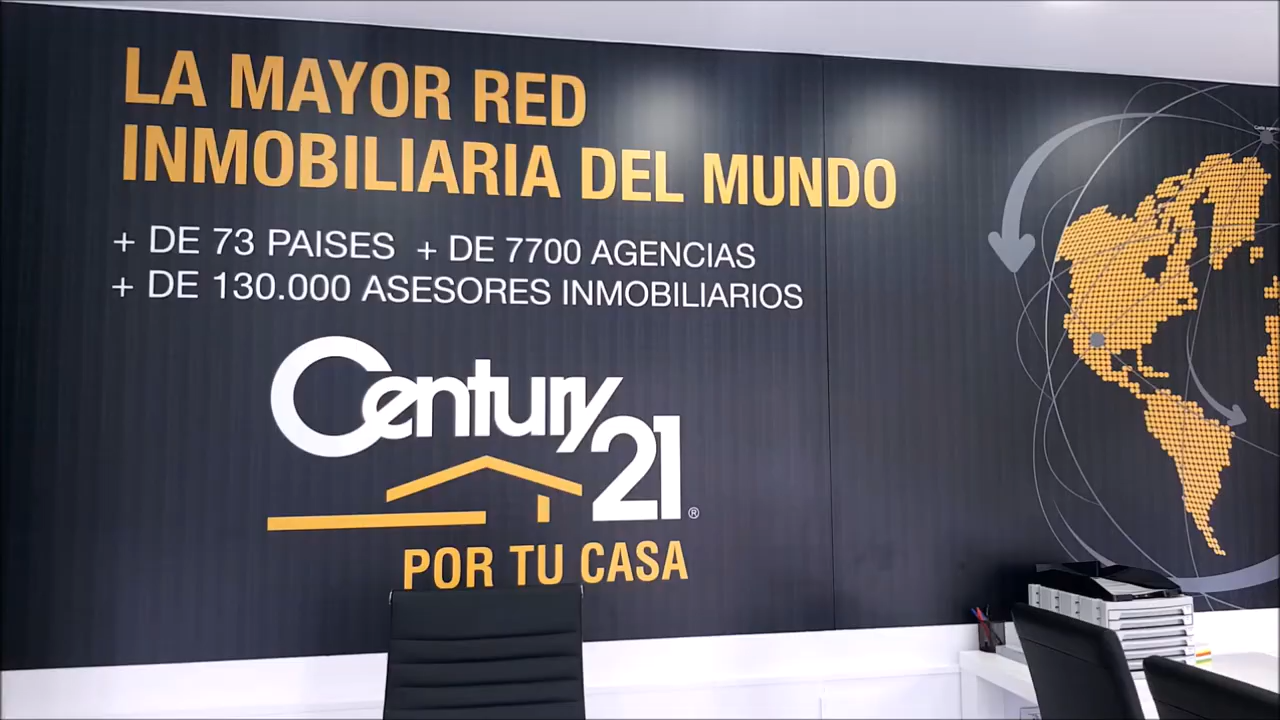 LA MAYOR RED
INMOBILIARIA DEL MUNDO
+ DE 73 PAISES + DE 7700 AGENCIAS
+ DE 130.000 ASESORES INMOBILIARIOS
Century
21®
POR TU CASA